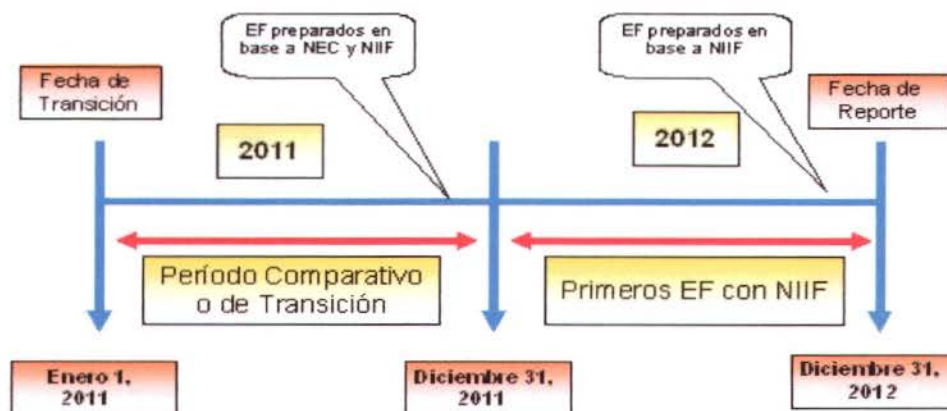 EF preparados en
base a NEC y NIIF
EF preparados en
base a NIIF
Fecha de
Transición
Fecha de
Reporte
2011
2012
Período Comparativo
o de Transición
Primeros EF con NIIF
Enero 1,
2011
Diciembre 31,
2011
Diciembre 31,
2012